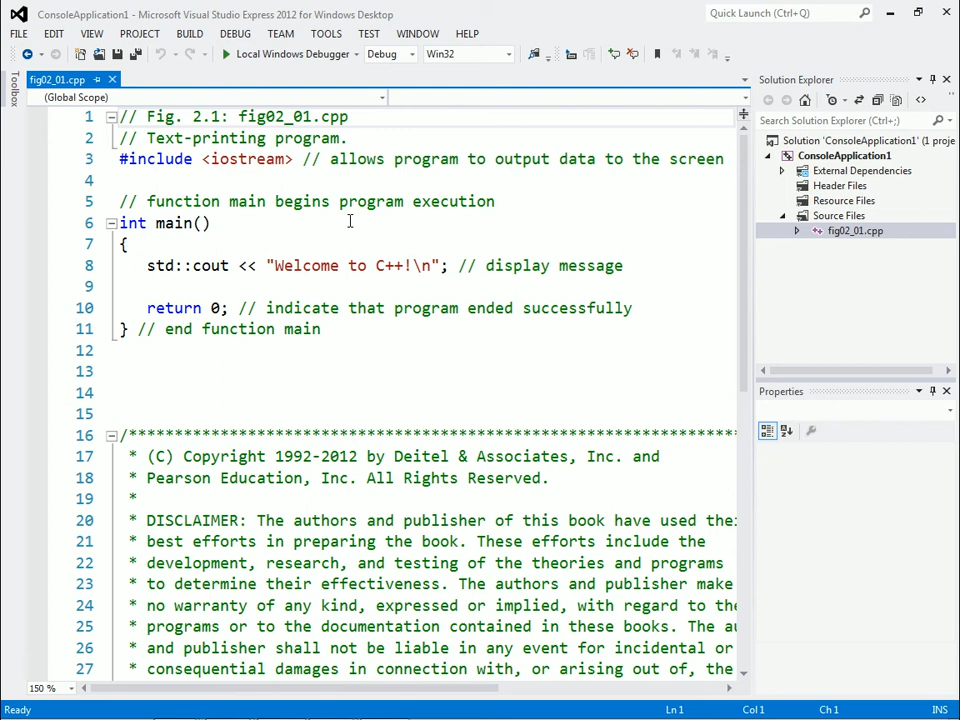 ConsoleApplication1 - Microsoft Visual Studio Express 2012 for Windows Desktop
Quick Launch (Ctrl+Q)
FILE EDIT VIEW PROJECT BUILD DEBUG TEAM TOOLS TEST WINDOW HELP
Local Windows Debugger Debug Win32
Toolbox
fig02_01.cpp
(Global Scope)
1 // Fig. 2.1: fig02_01.cpp
2 // Text-printing program.
3 #include <iostream> // allows program to output data to the screen
4
5 // function main begins program execution
6 int main()
7 {
8 std::cout << "Welcome to C++!\n"; // display message
9
10 return 0; // indicate that program ended successfully
11 } // end function main
12
13
14
15
16 /*******************************************************************
17 * (C) Copyright 1992-2012 by Deitel & Associates, Inc. and
18 * Pearson Education, Inc. All Rights Reserved.
19 *
20 * DISCLAIMER: The authors and publisher of this book have used thei
21 * best efforts in preparing the book. These efforts include the
22 * development, research, and testing of the theories and programs
23 * to determine their effectiveness. The authors and publisher make
24 * no warranty of any kind, expressed or implied, with regard to the
25 * programs or to the documentation contained in these books. The au
26 * and publisher shall not be liable in any event for incidental or
27 * consequential damages in connection with, or arising out of, the
150 %
Solution Explorer
Search Solution Explorer (Ctrl+;)
Solution 'ConsoleApplication1' (1 proje
ConsoleApplication1
External Dependencies
Header Files
Resource Files
Source Files
fig02_01.cpp
Properties
Ready Ln 1 Col 1 Ch 1 INS